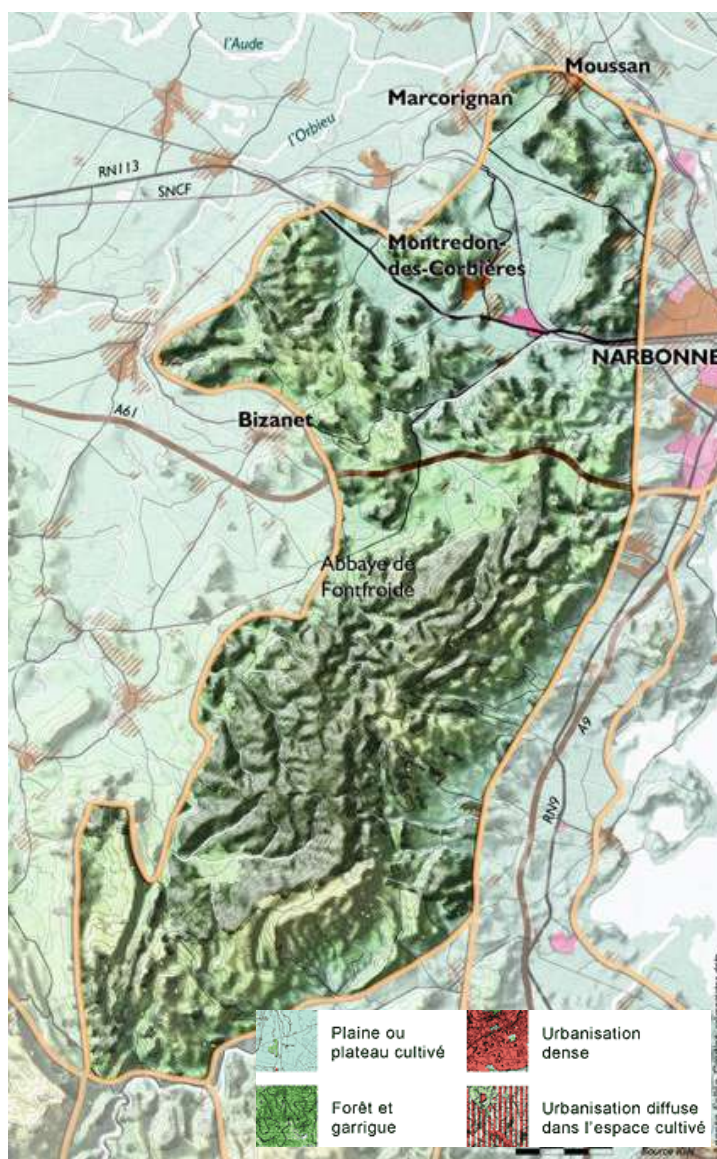 l'Aude
Moussan
Marcorignan
l'Orbieu
RN113
SNCF
Montredon-
des-Corbières
NARBONNE
A61
Bizanet
Abbaye de
Fontfroide
A9
RN9
Plaine ou
plateau cultivé
Urbanisation
dense
Forêt et
garrigue
Urbanisation diffuse
dans l'espace cultivé
Source IGN